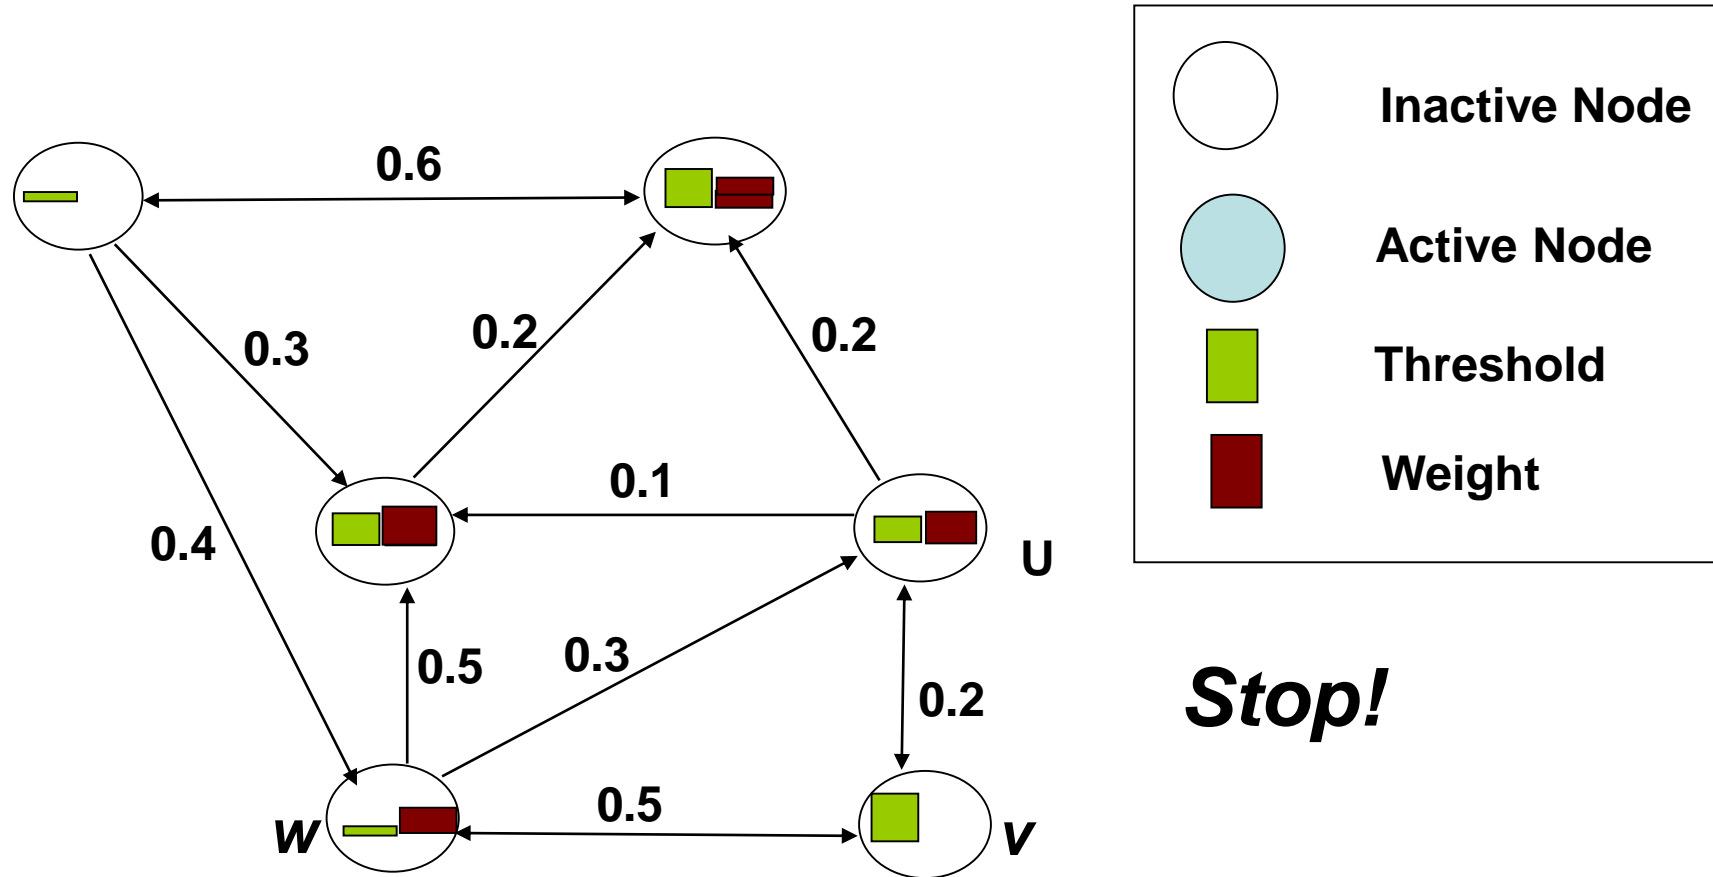 Inactive Node
0.6
Active Node
0.3
0.2
0.2
Threshold
0.1
Weight
0.4
U
0.5
0.3
0.2
Stop!
0.5
w
v